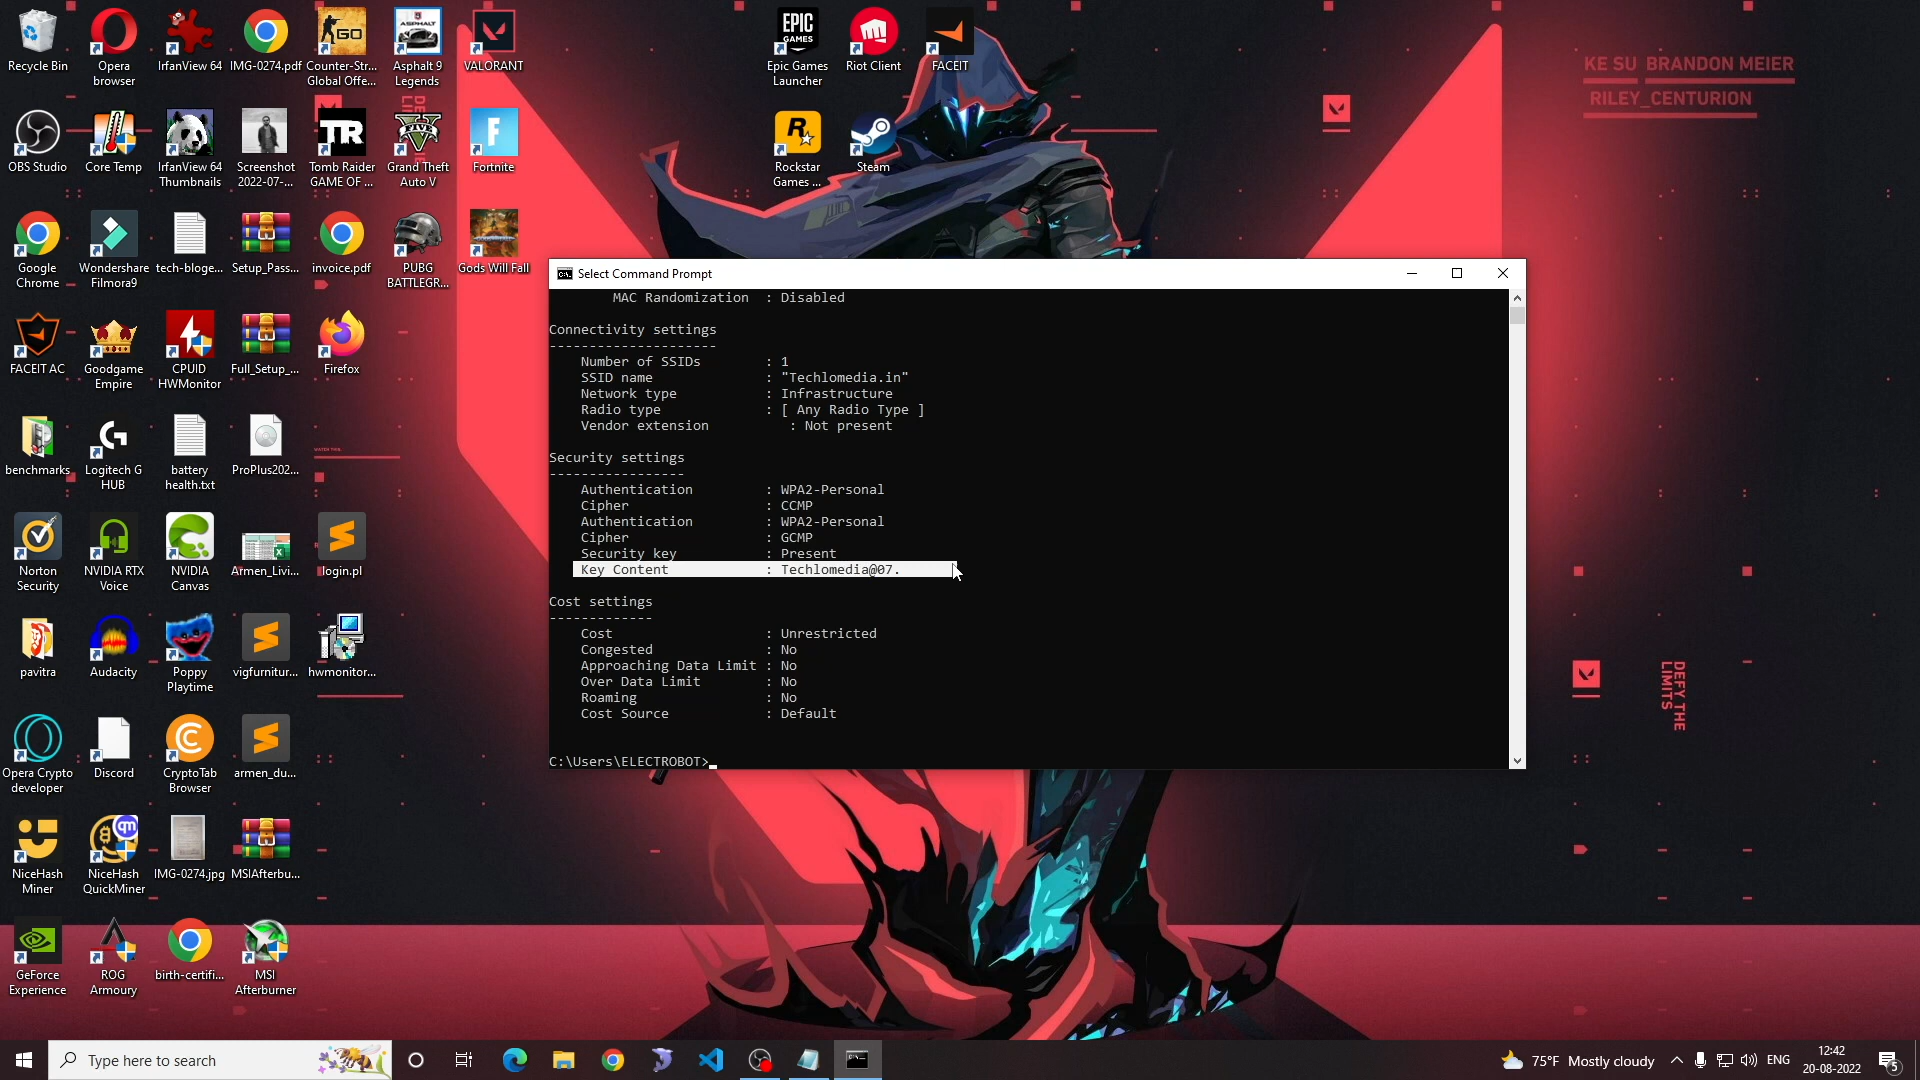 Recycle Bin
Opera
browser
IrfanView 64
IMG-0274.pdf
Counter-Str...
Global Offe...
Asphalt 9
Legends
VALORANT
Epic Games
Launcher
Riot Client
FACEIT
KE SU BRANDON MEIER
RILEY_CENTURION
OBS Studio
Core Temp
IrfanView 64
Thumbnails
Screenshot
2022-07-...
Tomb Raider
GAME OF ...
Grand Theft
Auto V
Fortnite
Rockstar
Games ...
Steam
Google
Chrome
Wondershare
Filmora9
tech-bloge...
Setup_Pass...
invoice.pdf
PUBG
BATTLEGR...
Gods Will Fall
FACEIT AC
Goodgame
Empire
CPUID
HWMonitor
Full_Setup_...
Firefox
benchmarks
Logitech G
HUB
battery
health.txt
ProPlus202...
Norton
Security
NVIDIA RTX
Voice
NVIDIA
Canvas
Armen_Livi...
login.pl
pavitra
Audacity
Poppy
Playtime
vigfurnitur...
hwmonitor...
Opera Crypto
developer
Discord
CryptoTab
Browser
armen_du...
NiceHash
Miner
NiceHash
QuickMiner
IMG-0274.jpg
MSIAfterbu...
GeForce
Experience
ROG
Armoury
birth-certifi...
MSI
Afterburner
Select Command Prompt
MAC Randomization : Disabled
Connectivity settings
---------------------
Number of SSIDs : 1
SSID name : "Techlomedia.in"
Network type : Infrastructure
Radio type : [ Any Radio Type ]
Vendor extension : Not present
Security settings
-----------------
Authentication : WPA2-Personal
Cipher : CCMP
Authentication : WPA2-Personal
Cipher : GCMP
Security key : Present
Key Content : Techlomedia@07.
Cost settings
-------------
Cost : Unrestricted
Congested : No
Approaching Data Limit : No
Over Data Limit : No
Roaming : No
Cost Source : Default
C:\Users\ELECTROBOT>
DEFY THE
LIMITS
Type here to search
75°F Mostly cloudy
ENG
12:42
20-08-2022
5